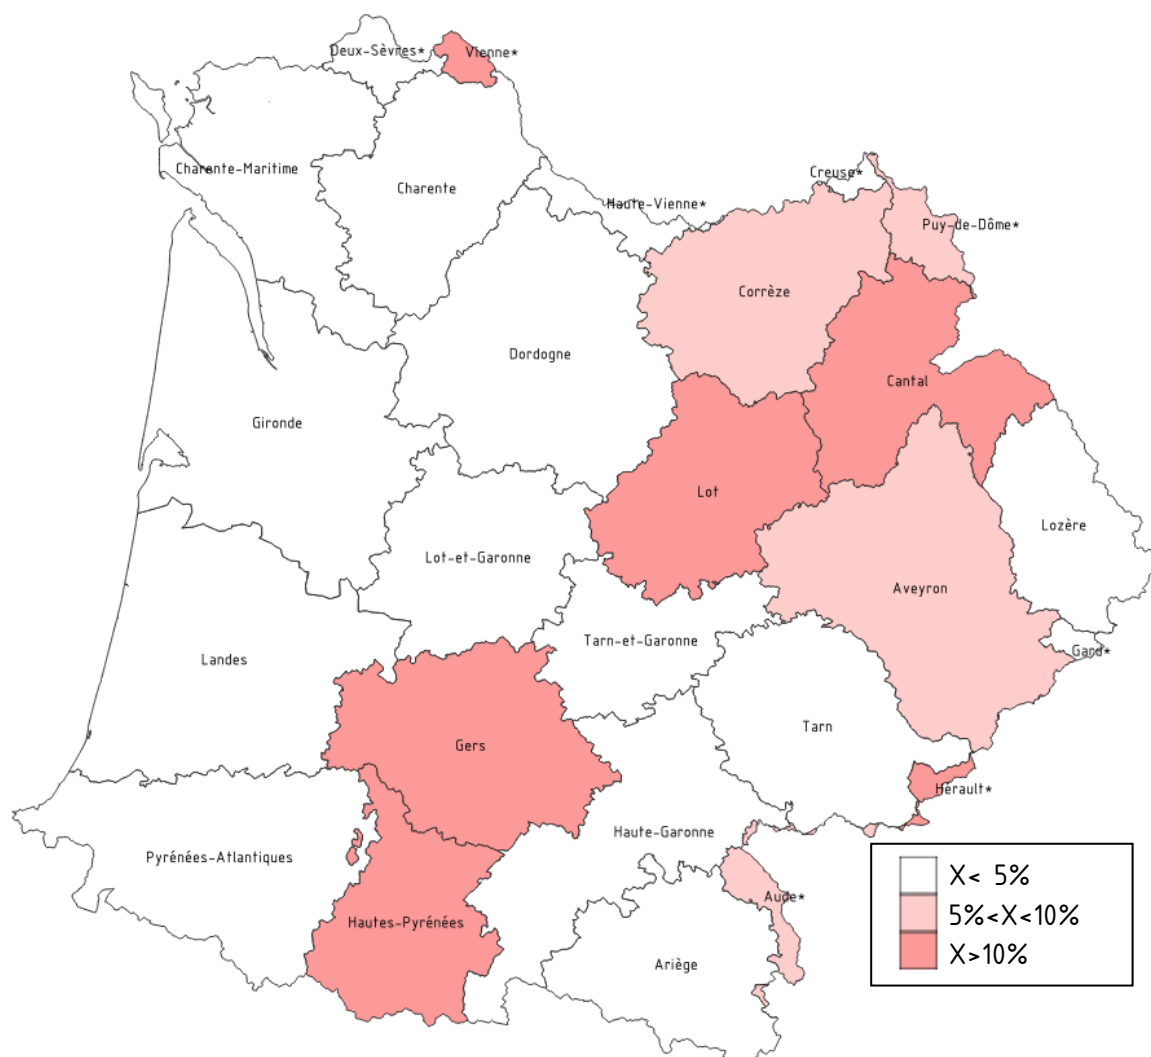 Deux-Sèvres*
Vienne*
Charente-Maritime
Charente
Creuse*
Haute-Vienne*
Puy-de-Dôme*
Corrèze
Dordogne
Cantal
Gironde
Lot
Lozère
Lot-et-Garonne
Aveyron
Tarn-et-Garonne
Gard*
Landes
Tarn
Gers
Hérault*
Haute-Garonne
Pyrénées-Atlantiques
Aude*
Hautes-Pyrénées
Ariège
X< 5%
5%<X<10%
X>10%